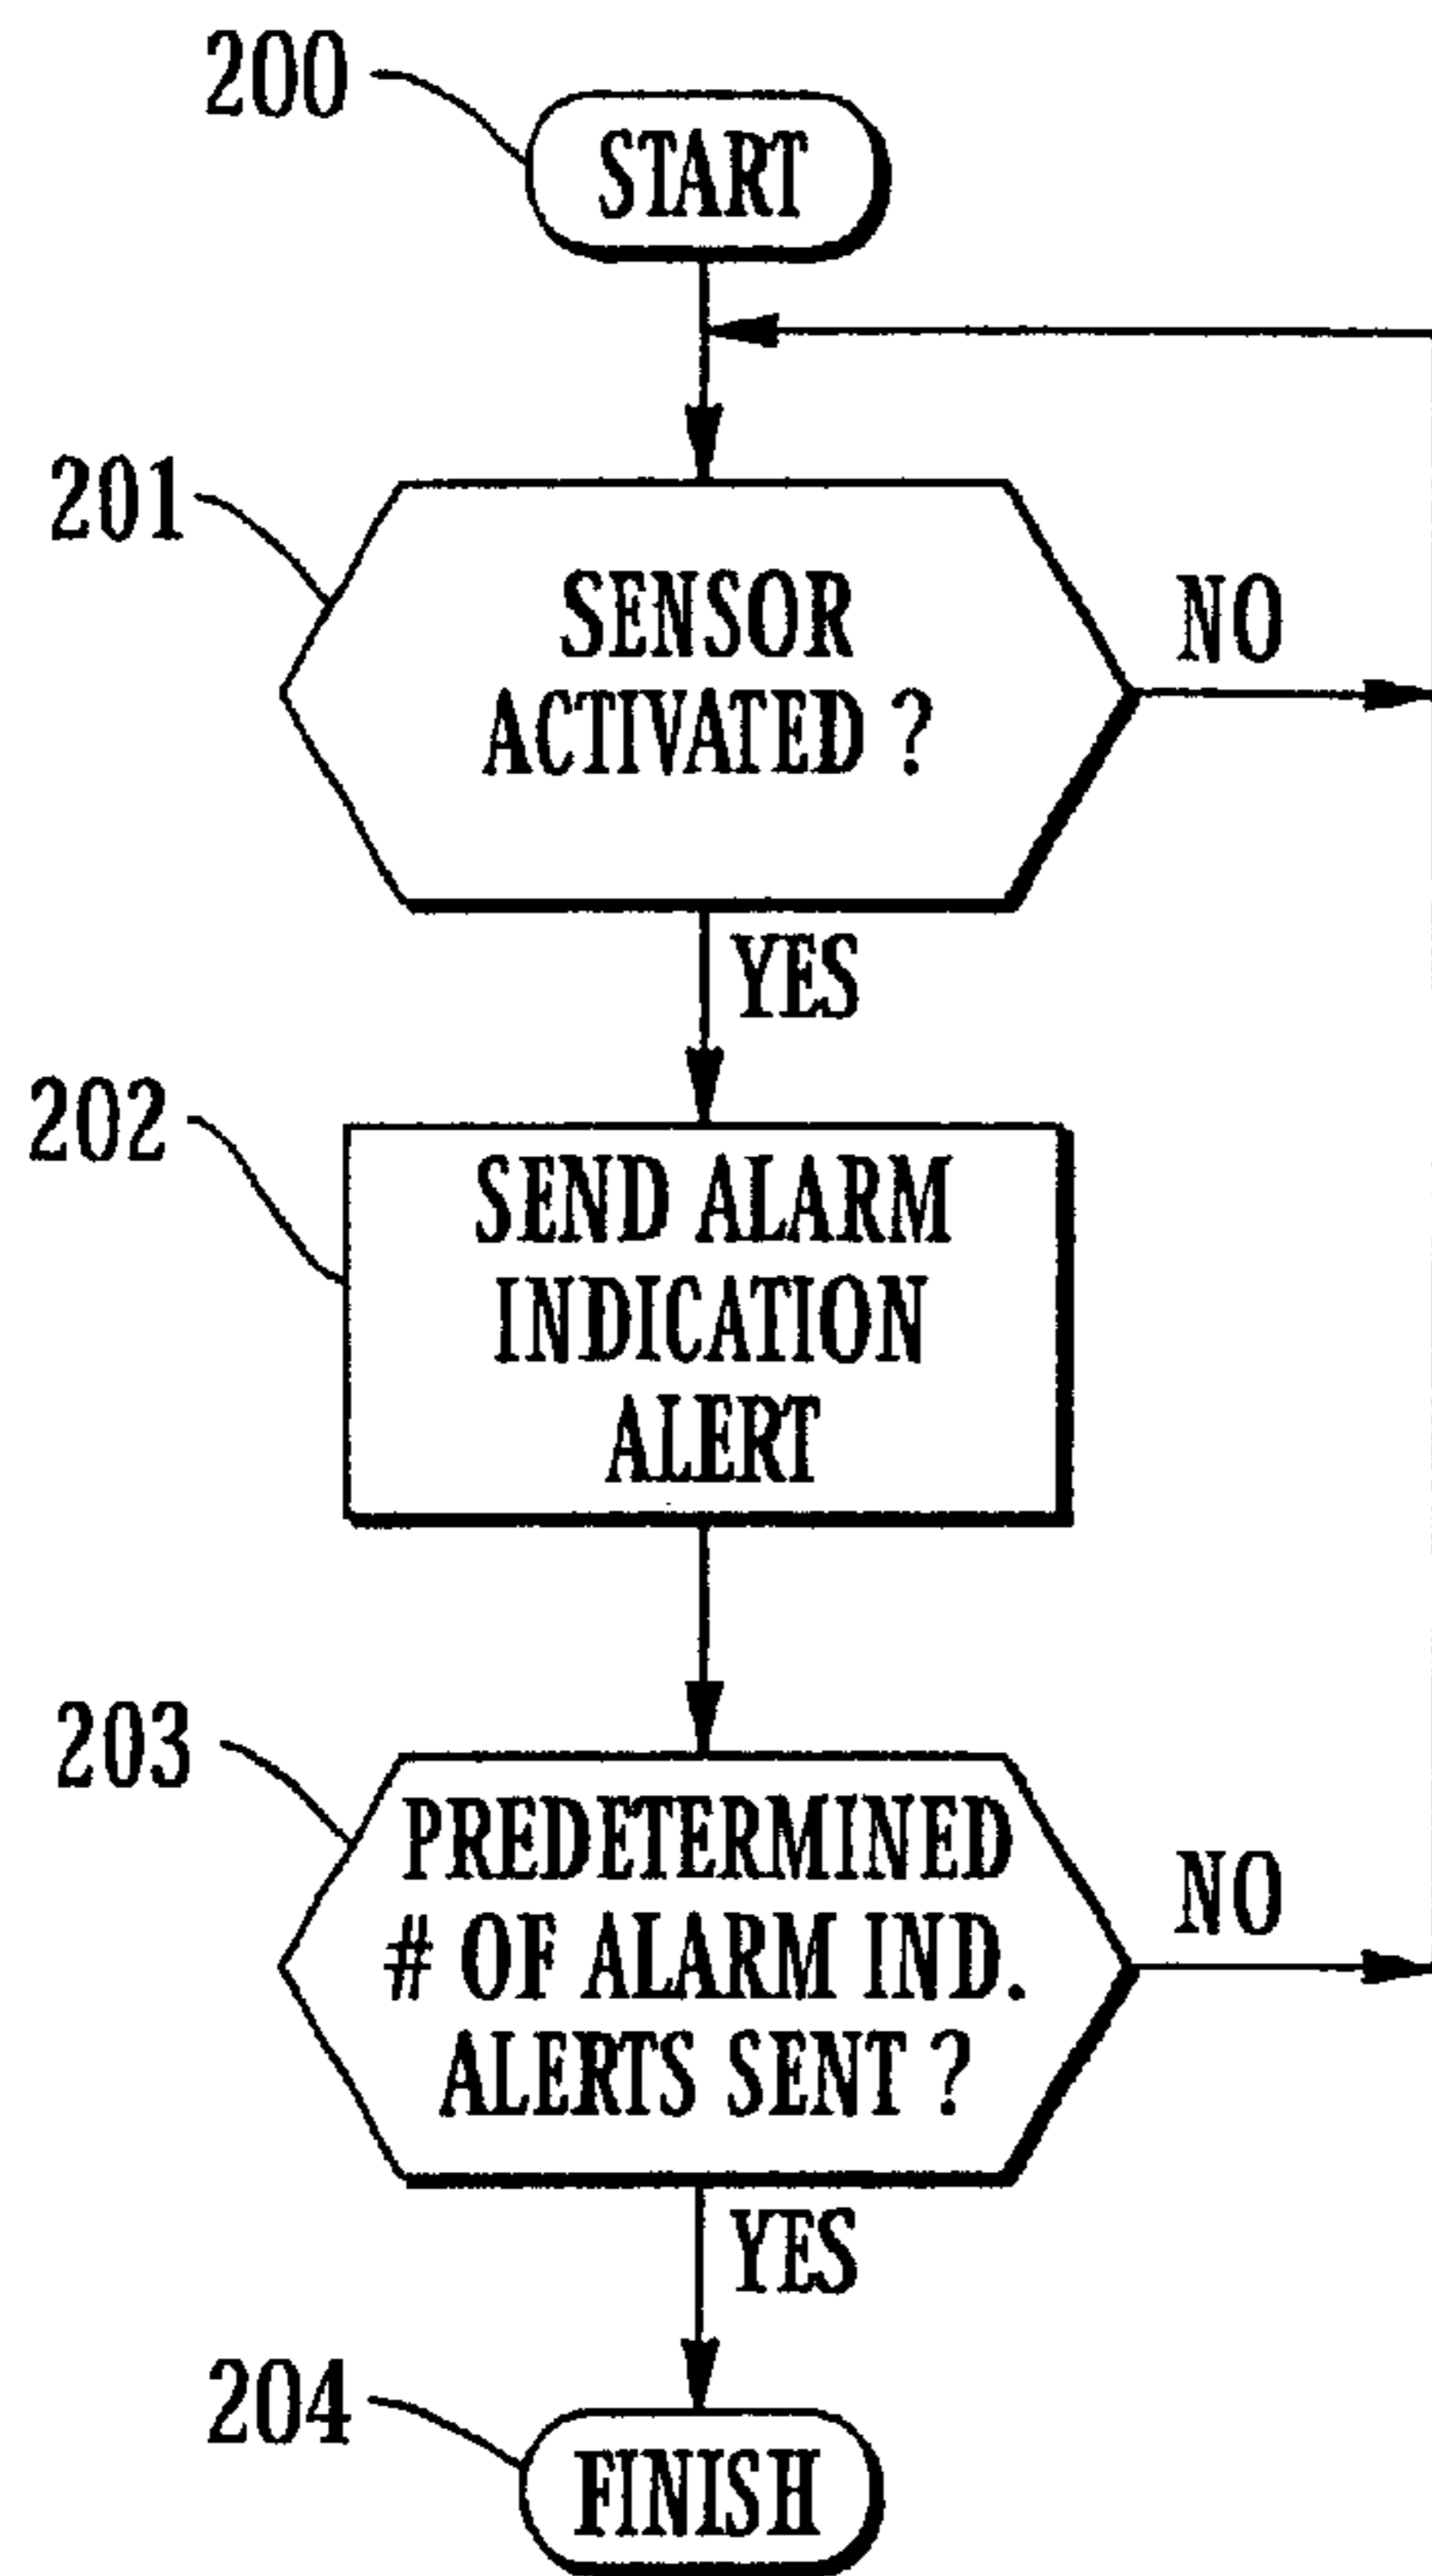 200
START
201
SENSOR
ACTIVATED ?
NO
YES
202
SEND ALARM
INDICATION
ALERT
203
PREDETERMINED
# OF ALARM IND.
ALERTS SENT ?
NO
YES
204
FINISH